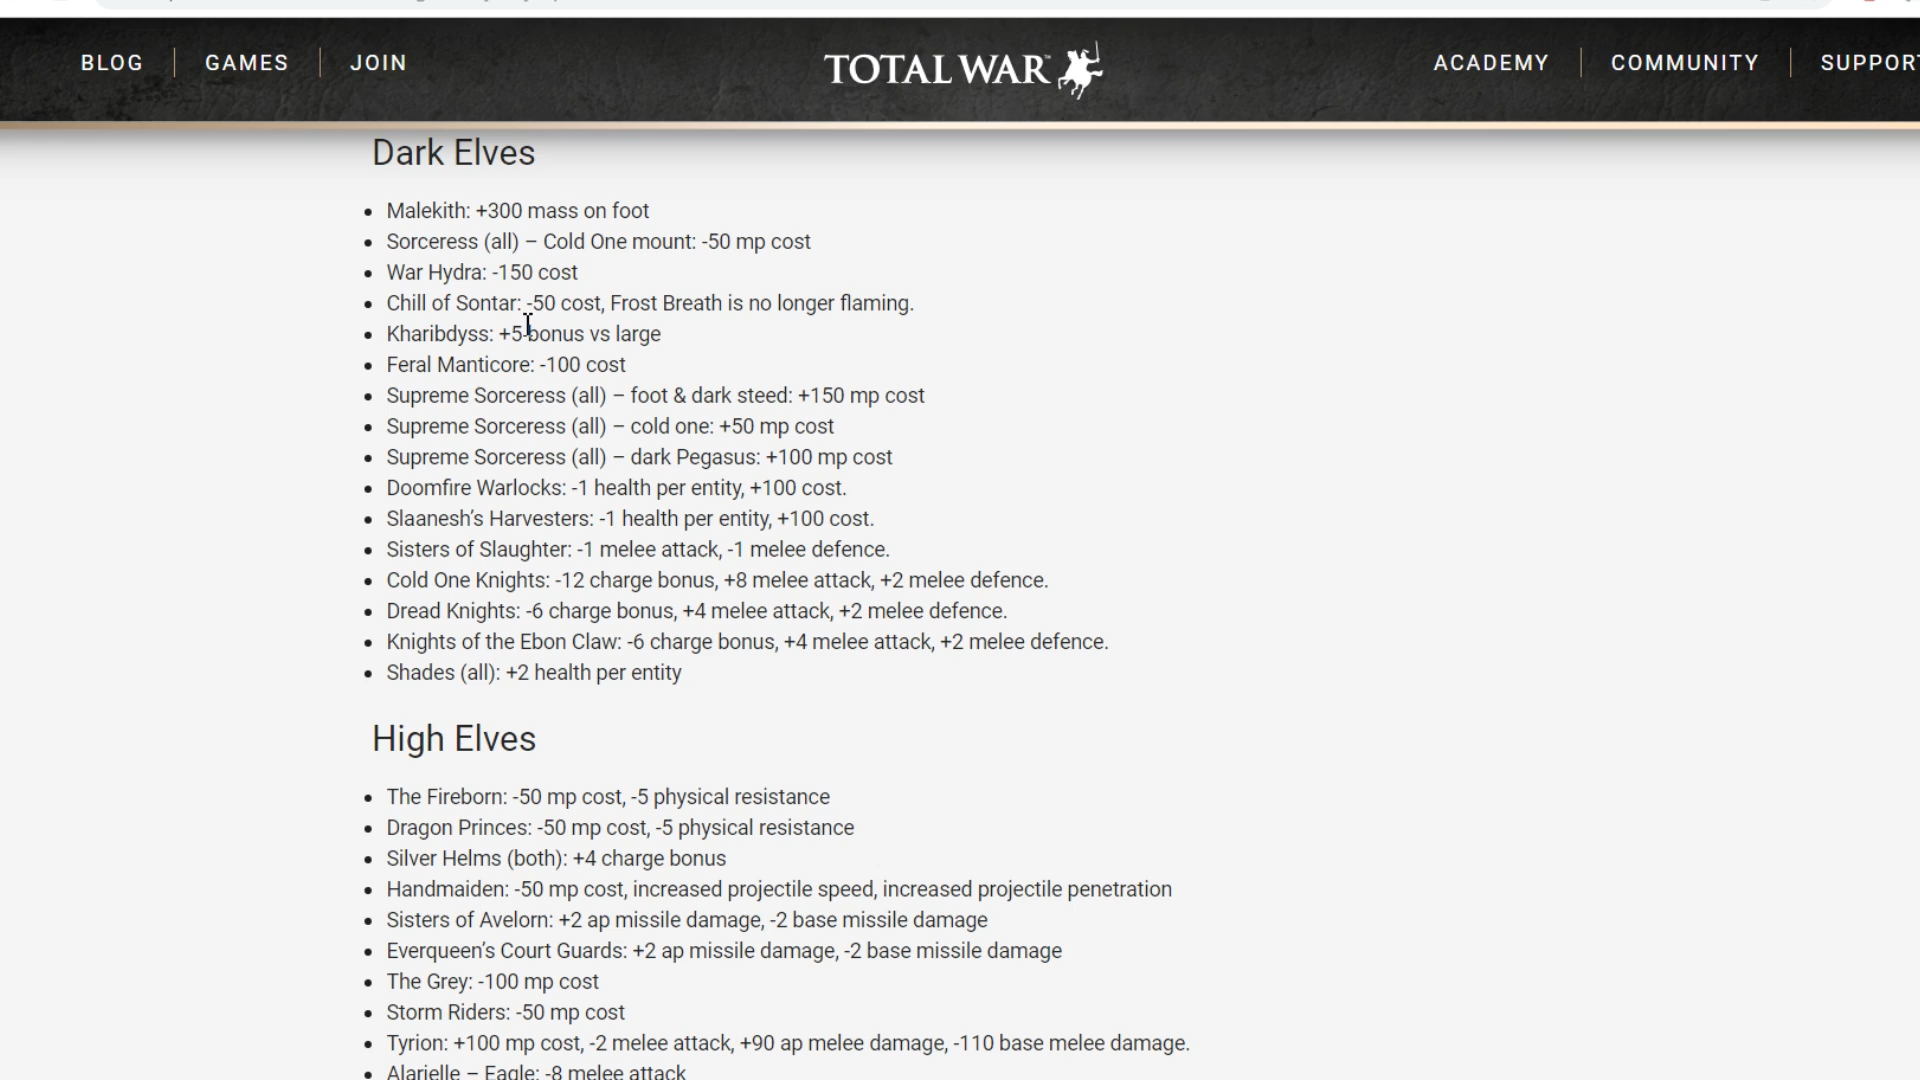 BLOG GAMES JOIN TOTAL WAR™ ACADEMY COMMUNITY SUPPORT
Dark Elves
Malekith: +300 mass on foot
Sorceress (all) – Cold One mount: -50 mp cost
War Hydra: -150 cost
Chill of Sontar: -50 cost, Frost Breath is no longer flaming.
Kharibdyss: +5 bonus vs large
Feral Manticore: -100 cost
Supreme Sorceress (all) – foot & dark steed: +150 mp cost
Supreme Sorceress (all) – cold one: +50 mp cost
Supreme Sorceress (all) – dark Pegasus: +100 mp cost
Doomfire Warlocks: -1 health per entity, +100 cost.
Slaanesh’s Harvesters: -1 health per entity, +100 cost.
Sisters of Slaughter: -1 melee attack, -1 melee defence.
Cold One Knights: -12 charge bonus, +8 melee attack, +2 melee defence.
Dread Knights: -6 charge bonus, +4 melee attack, +2 melee defence.
Knights of the Ebon Claw: -6 charge bonus, +4 melee attack, +2 melee defence.
Shades (all): +2 health per entity
High Elves
The Fireborn: -50 mp cost, -5 physical resistance
Dragon Princes: -50 mp cost, -5 physical resistance
Silver Helms (both): +4 charge bonus
Handmaiden: -50 mp cost, increased projectile speed, increased projectile penetration
Sisters of Avelorn: +2 ap missile damage, -2 base missile damage
Everqueen’s Court Guards: +2 ap missile damage, -2 base missile damage
The Grey: -100 mp cost
Storm Riders: -50 mp cost
Tyrion: +100 mp cost, -2 melee attack, +90 ap melee damage, -110 base melee damage.
Alarielle – Eagle: -8 melee attack